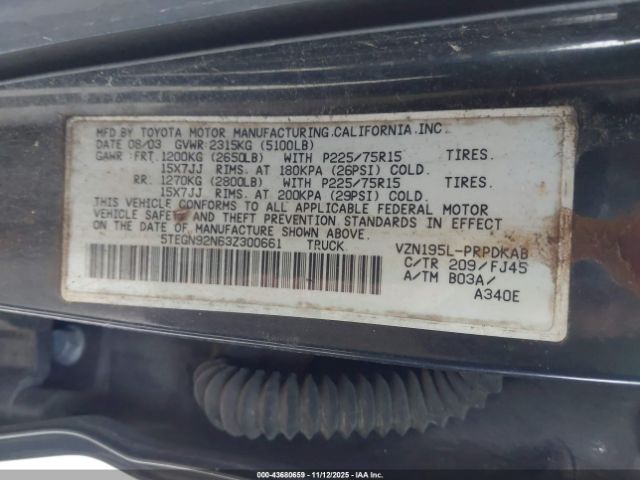 MFD BY TOYOTA MOTOR MANUFACTURING,CALIFORNIA,INC.
DATE 08/03 GVWR:2315KG (5100LB)
GAWR: FRT. 1200KG (2650LB) WITH P225/75R15 TIRES.
15X7JJ RIMS. AT 180KPA (26PSI) COLD.
RR. 1270KG (2800LB) WITH P225/75R15 TIRES.
15X7JJ RIMS. AT 200KPA (29PSI) COLD.
THIS VEHICLE CONFORMS TO ALL APPLICABLE FEDERAL MOTOR
VEHICLE SAFETY AND THEFT PREVENTION STANDARDS IN EFFECT
ON THE DATE OF MANUFACTURE SHOWN ABOVE.
5TEGN92N63Z300661 TRUCK
VZN195L-PRPDKAB
C/TR 209/FJ45
A/TM B03A/
A340E
000-43680659 - 11/12/2025 - IAAI.COM